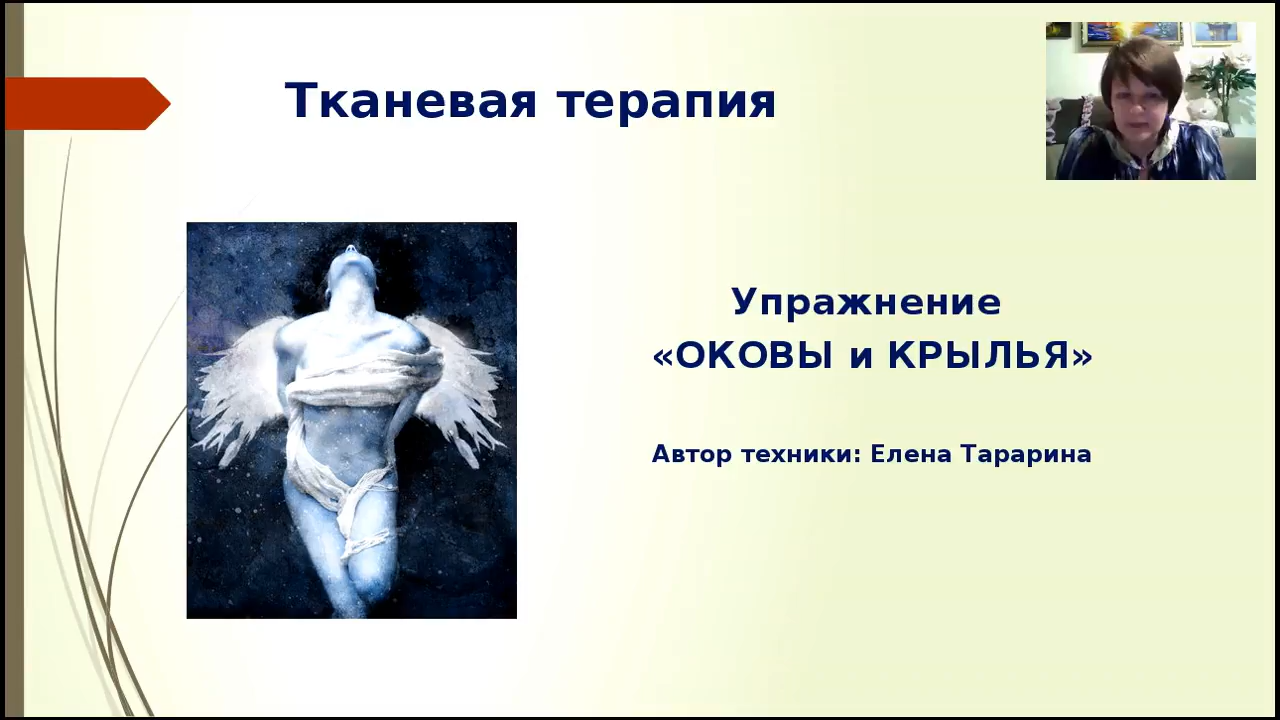 Тканевая терапия
Упражнение
«ОКОВЫ и КРЫЛЬЯ»
Автор техники: Елена Тарарина